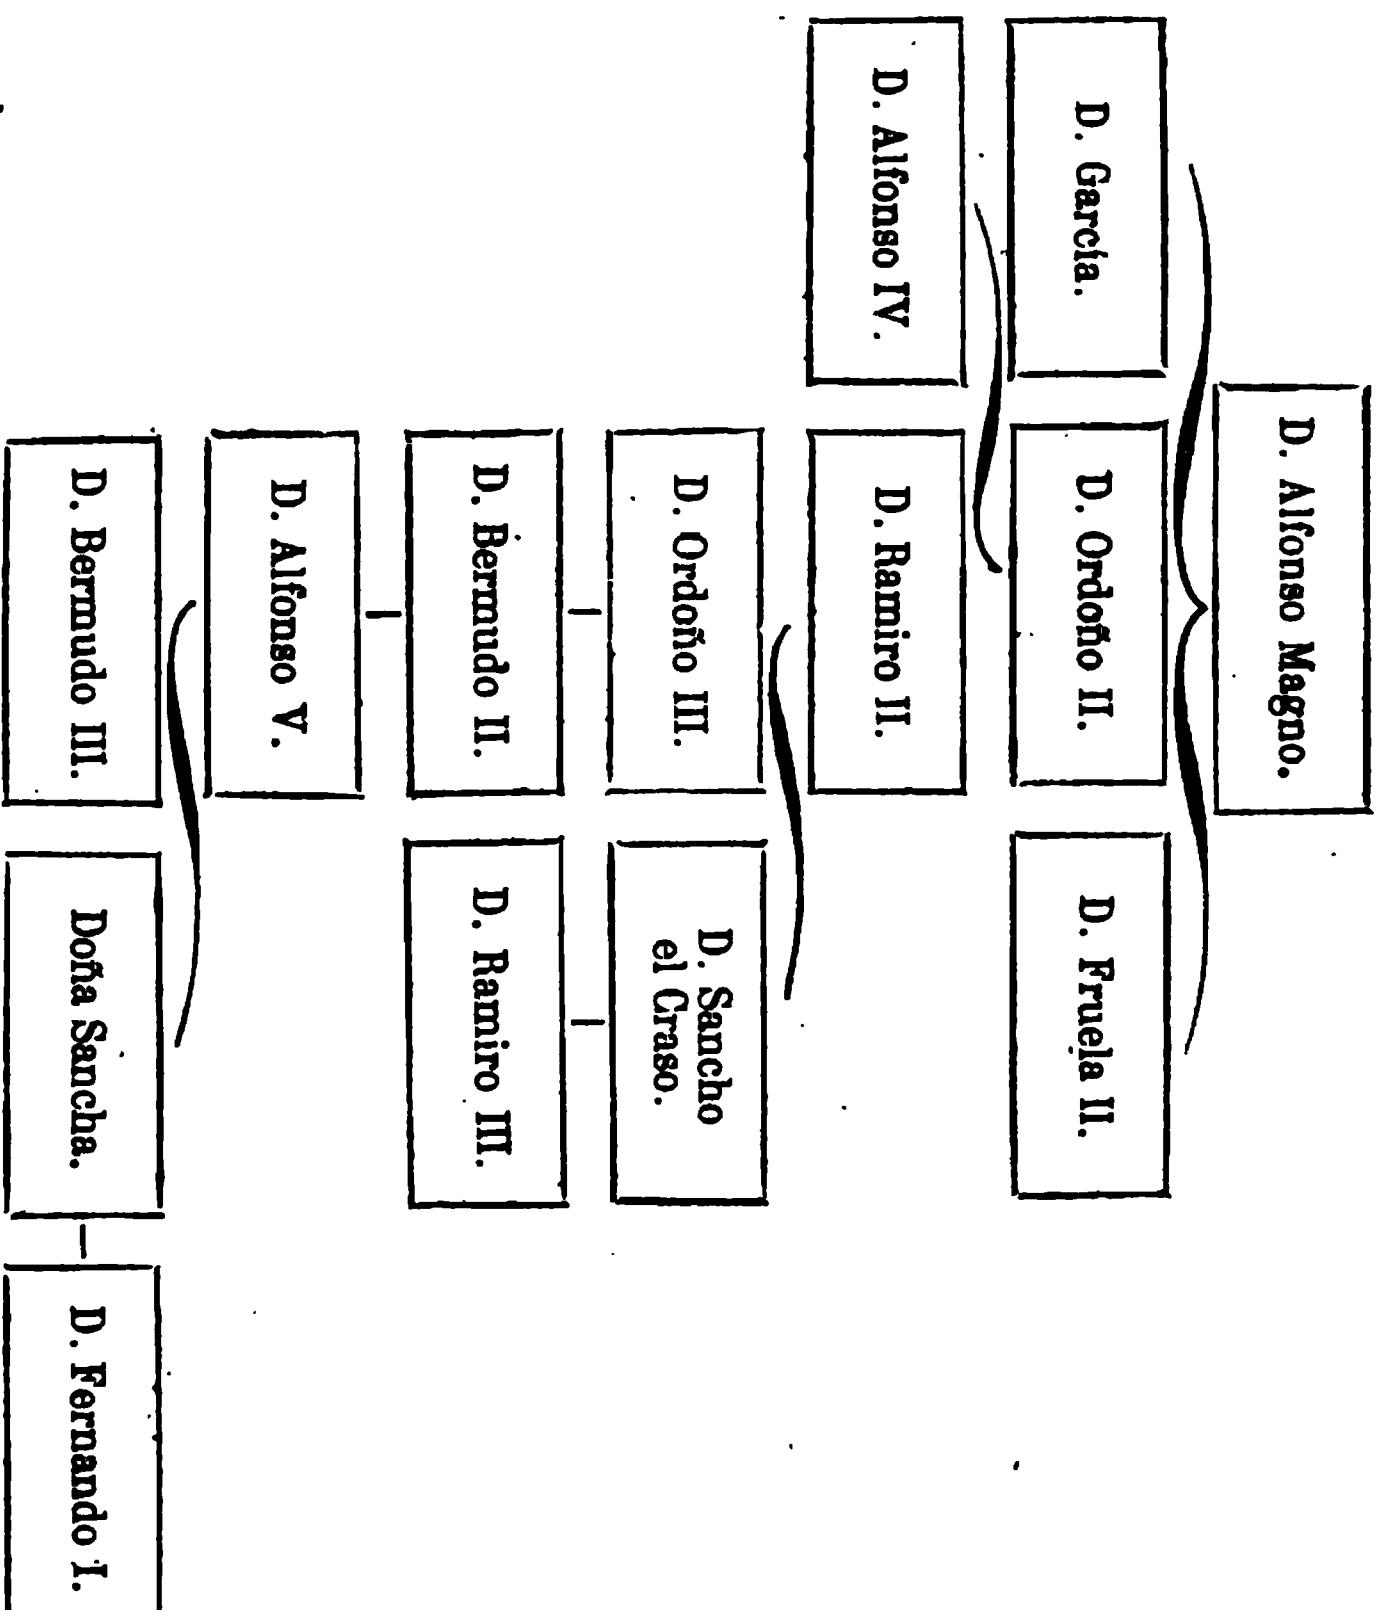 D. Alfonso Magno.
D. García.
D. Ordoño II.
D. Fruela II.
D. Alfonso IV.
D. Ramiro II.
D. Ordoño III.
D. Sancho
el Craso.
D. Bermudo II.
D. Ramiro III.
D. Alfonso V.
D. Bermudo III.
Doña Sancha.
D. Fernando I.